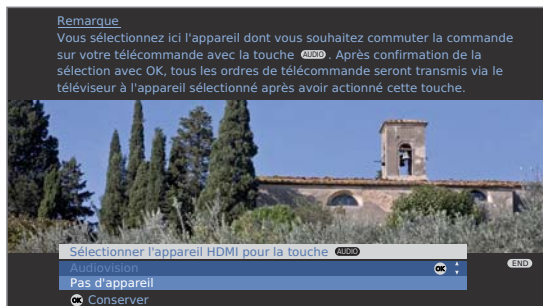 Remarque
Vous sélectionnez ici l'appareil dont vous souhaitez commuter la commande
sur votre télécommande avec la touche AUDIO. Après confirmation de la
sélection avec OK, tous les ordres de télécommande seront transmis via le
téléviseur à l'appareil sélectionné après avoir actionné cette touche.
Sélectionner l'appareil HDMI pour la touche AUDIO
Audiovision OK
END
Pas d'appareil
OK Conserver